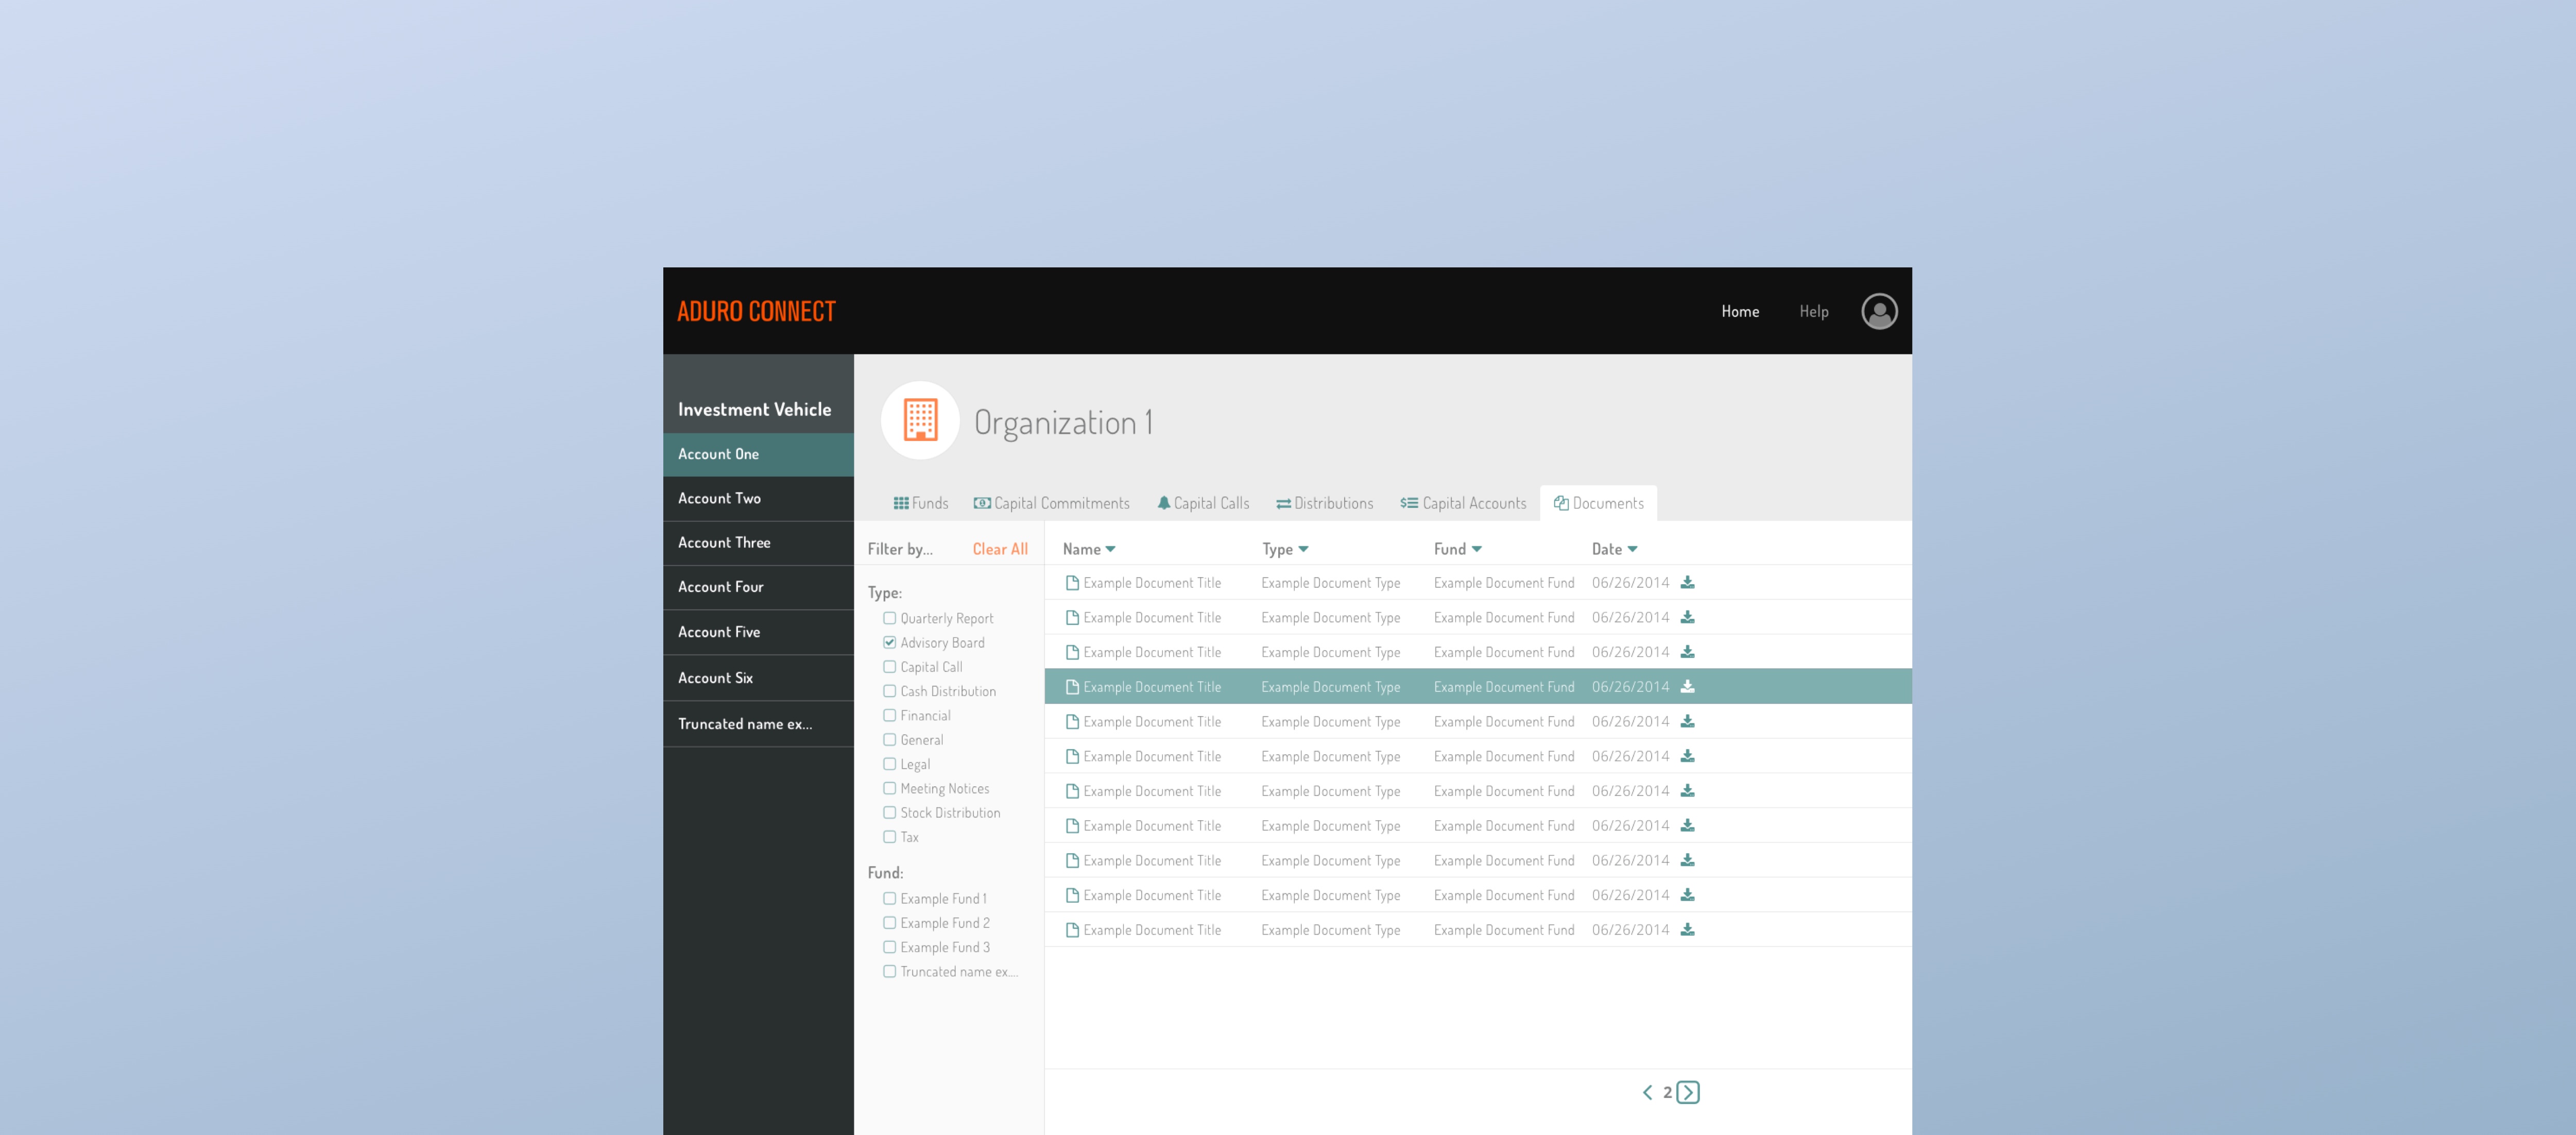 ADURO CONNECT
Home Help
Investment Vehicle
Account One
Account Two
Account Three
Account Four
Account Five
Account Six
Truncated name ex...
Organization 1
Funds Capital Commitments Capital Calls Distributions Capital Accounts Documents
Filter by... Clear All
Type:
Quarterly Report
Advisory Board
Capital Call
Cash Distribution
Financial
General
Legal
Meeting Notices
Stock Distribution
Tax
Fund:
Example Fund 1
Example Fund 2
Example Fund 3
Truncated name ex....
Name Type Fund Date
Example Document Title Example Document Type Example Document Fund 06/26/2014
Example Document Title Example Document Type Example Document Fund 06/26/2014
Example Document Title Example Document Type Example Document Fund 06/26/2014
Example Document Title Example Document Type Example Document Fund 06/26/2014
Example Document Title Example Document Type Example Document Fund 06/26/2014
Example Document Title Example Document Type Example Document Fund 06/26/2014
Example Document Title Example Document Type Example Document Fund 06/26/2014
Example Document Title Example Document Type Example Document Fund 06/26/2014
Example Document Title Example Document Type Example Document Fund 06/26/2014
Example Document Title Example Document Type Example Document Fund 06/26/2014
Example Document Title Example Document Type Example Document Fund 06/26/2014
2